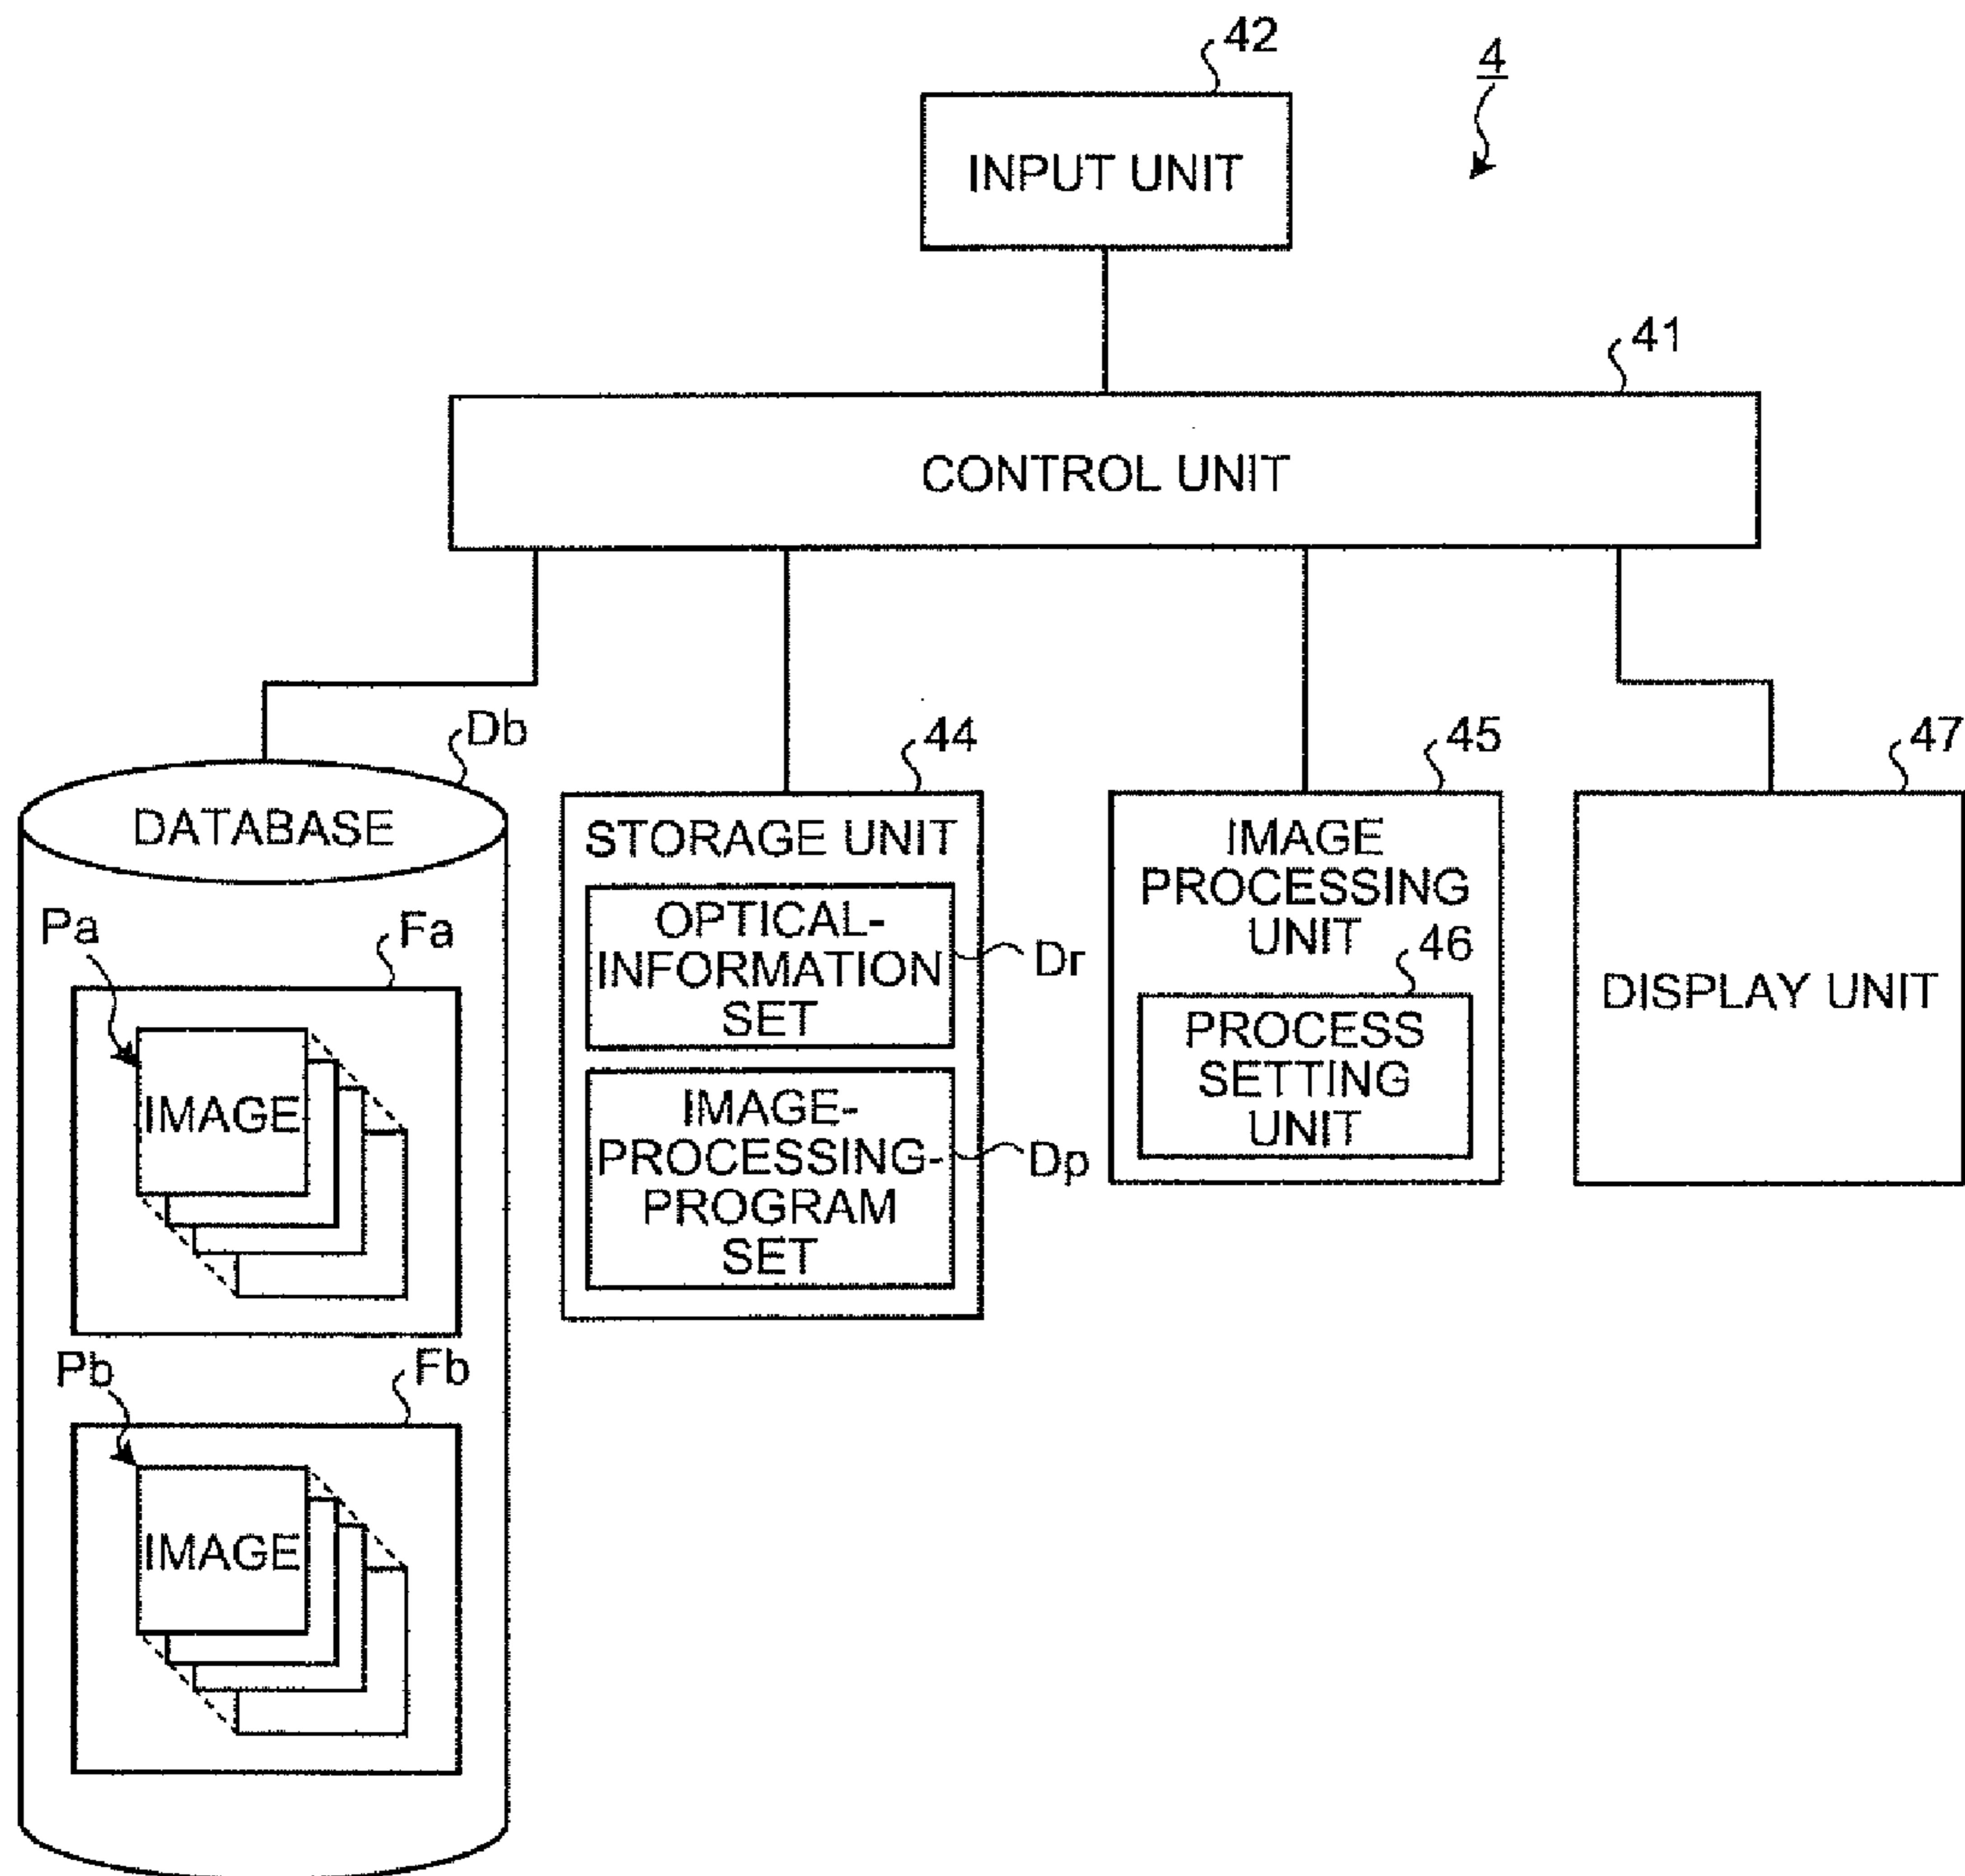 42
4
INPUT UNIT
41
CONTROL UNIT
Db
44
45
47
DATABASE
STORAGE UNIT
OPTICAL-
INFORMATION
SET
Dr
IMAGE-
PROCESSING-
PROGRAM
SET
Dp
IMAGE
PROCESSING
UNIT
46
PROCESS
SETTING
UNIT
DISPLAY UNIT
Pa
Fa
IMAGE
Pb
Fb
IMAGE